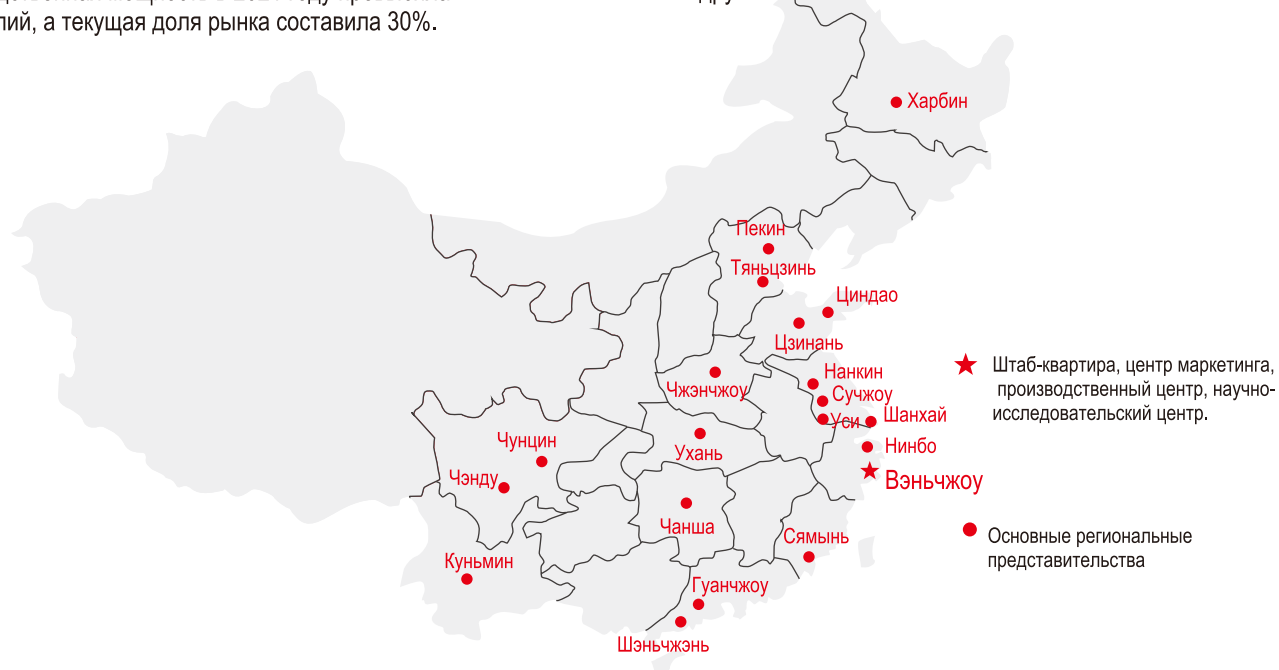 лий, а текущая доля рынка составила 30%.
Харбин
Пекин
Тяньцзинь
Циндао
Цзинань
Штаб-квартира, центр маркетинга,
производственный центр, научно-
исследовательский центр.
Нанкин
Чжэнчжоу
Сучжоу
Уси
Шанхай
Чунцин
Ухань
Нинбо
Чэнду
Вэньчжоу
Чанша
Сямынь
Основные региональные
представительства
Куньмин
Гуанчжоу
Шэньчжэнь